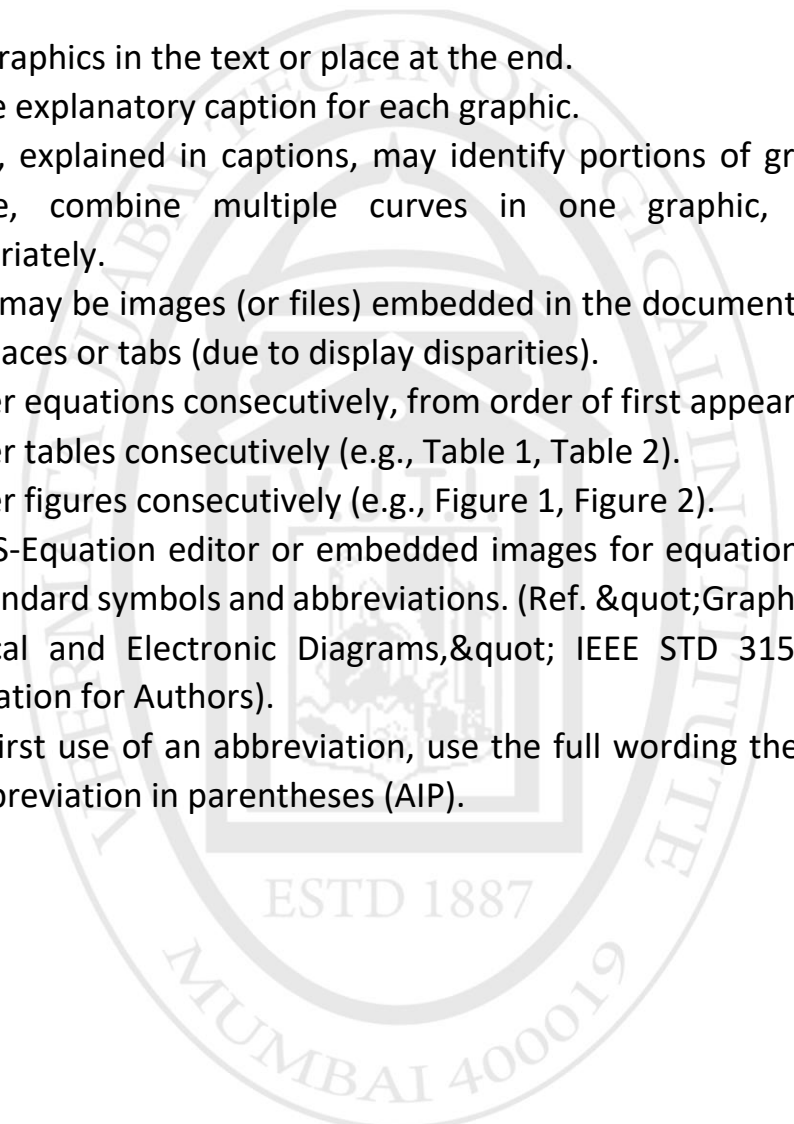 raphics in the text or place at the end.
e explanatory caption for each graphic.
, explained in captions, may identify portions of gr
e, combine multiple curves in one graphic,
riately.
may be images (or files) embedded in the document
aces or tabs (due to display disparities).
er equations consecutively, from order of first appear
er tables consecutively (e.g., Table 1, Table 2).
er figures consecutively (e.g., Figure 1, Figure 2).
S-Equation editor or embedded images for equation
ndard symbols and abbreviations. (Ref. &quot;Graph
cal and Electronic Diagrams,&quot; IEEE STD 315
ation for Authors).
irst use of an abbreviation, use the full wording the
breviation in parentheses (AIP).
VEERMATA JIJABAI TECHNOLOGICAL INSTITUTE
V.J.T.I
ESTD 1887
MUMBAI 400019